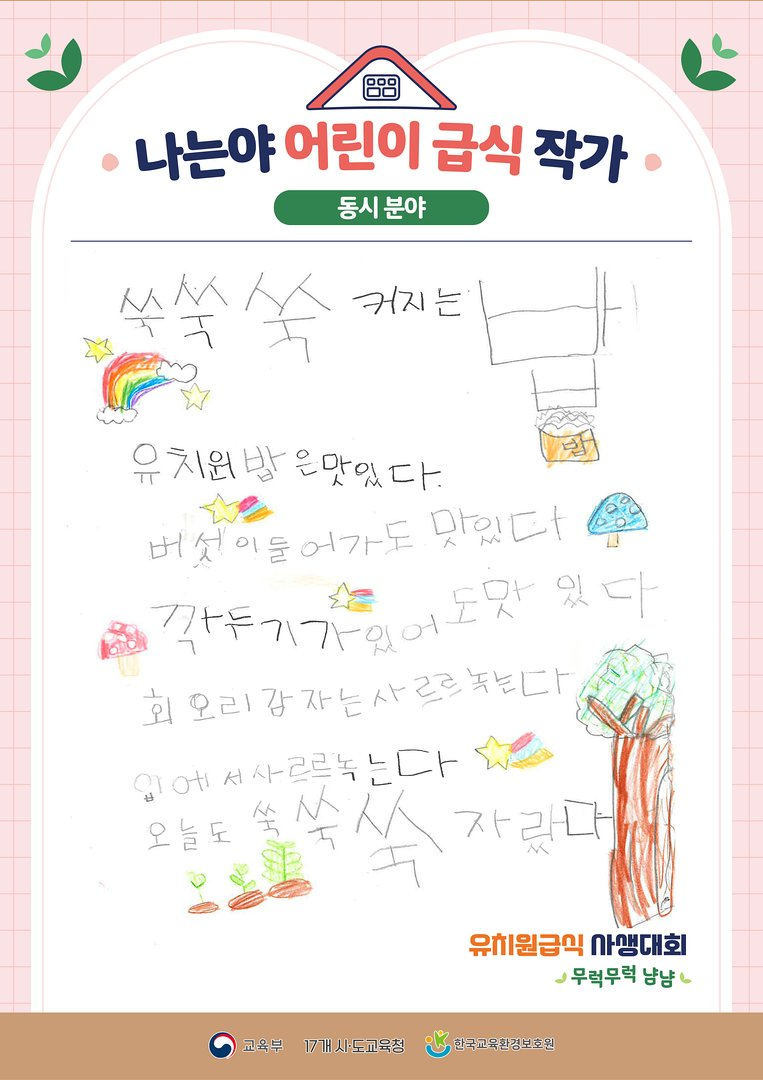 나는야 어린이 급식 작가
동시 분야
쑥쑥쑥 커지는 밥
밥
유치원 밥은 맛있다.
버섯이 들어가도 맛있다
깍두기가 있어도 맛있다
회오리감자는 사르르르 녹는다
입에서 사르르르 녹는다
오늘도 쑥쑥쑥 자랐다
유치원급식 사생대회
무럭무럭 냠냠
교육부 17개 시·도교육청 한국교육환경보호원